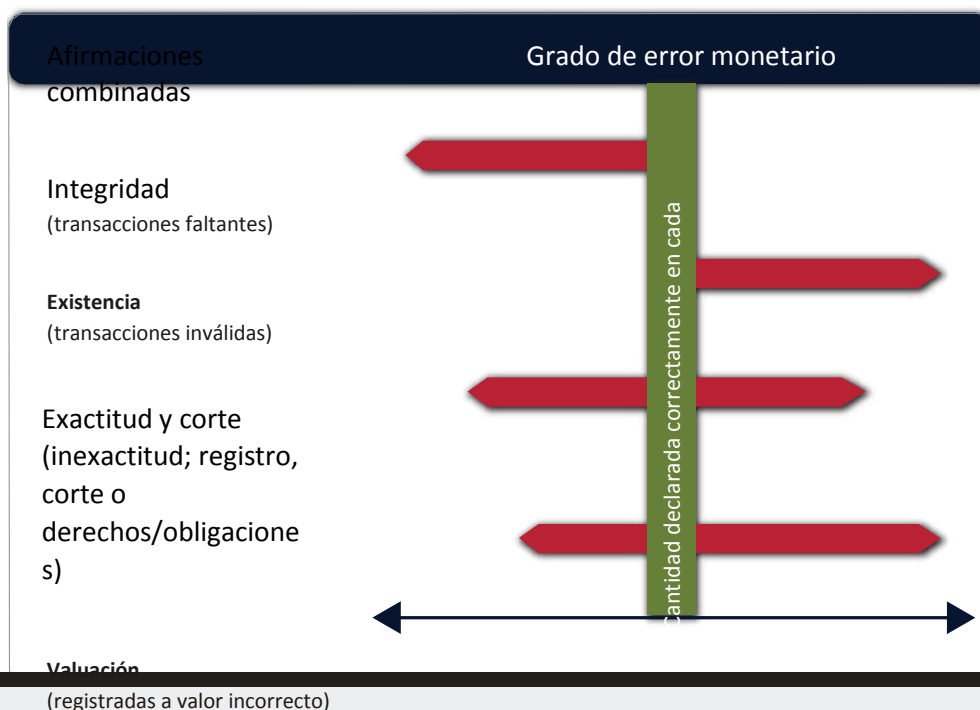 Afirmaciones
combinadas
Grado de error monetario
Integridad
(transacciones faltantes)
Existencia
(transacciones inválidas)
Exactitud y corte
(inexactitud; registro,
corte o
derechos/obligacione
s)
Valuación
(registradas a valor incorrecto)
Cantidad declarada correctamente en cada